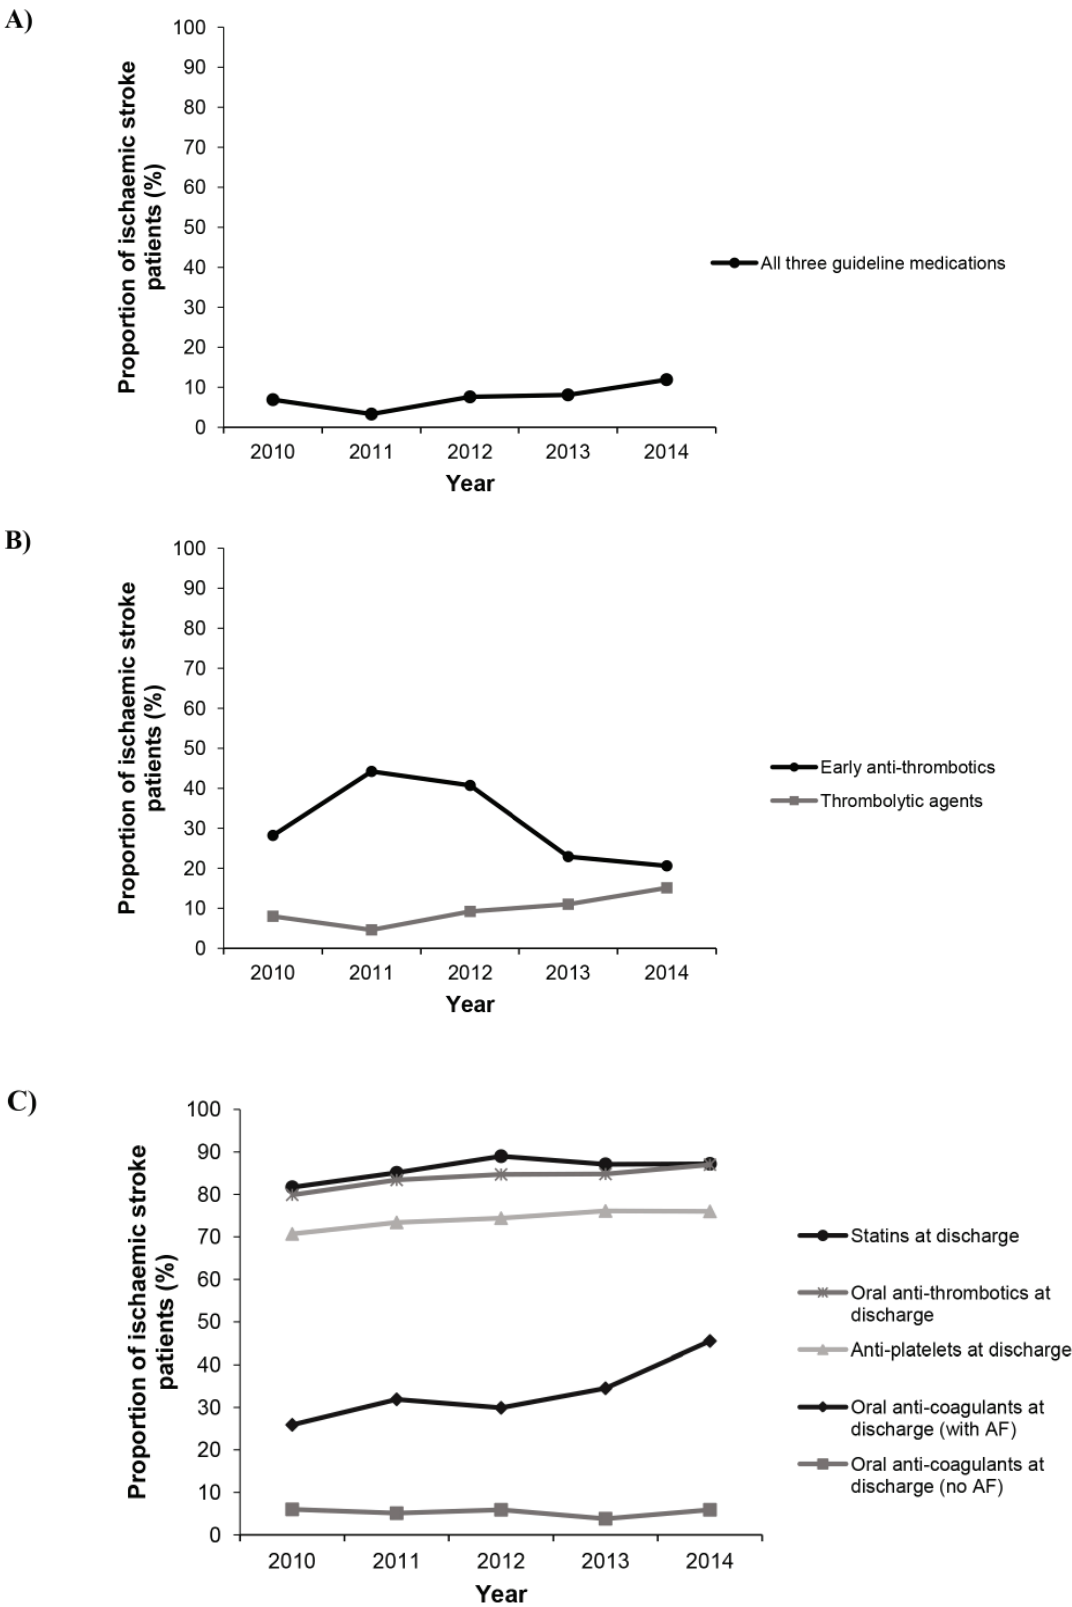 A)
Proportion of ischaemic stroke
patients (%)
100
90
80
70
60
50
40
30
20
10
0
2010 2011 2012 2013 2014
Year
All three guideline medications
B)
Proportion of ischaemic stroke
patients (%)
100
90
80
70
60
50
40
30
20
10
0
2010 2011 2012 2013 2014
Year
Early anti-thrombotics
Thrombolytic agents
C)
Proportion of ischaemic stroke
patients (%)
100
90
80
70
60
50
40
30
20
10
0
2010 2011 2012 2013 2014
Year
Statins at discharge
Oral anti-thrombotics at
discharge
Anti-platelets at discharge
Oral anti-coagulants at
discharge (with AF)
Oral anti-coagulants at
discharge (no AF)